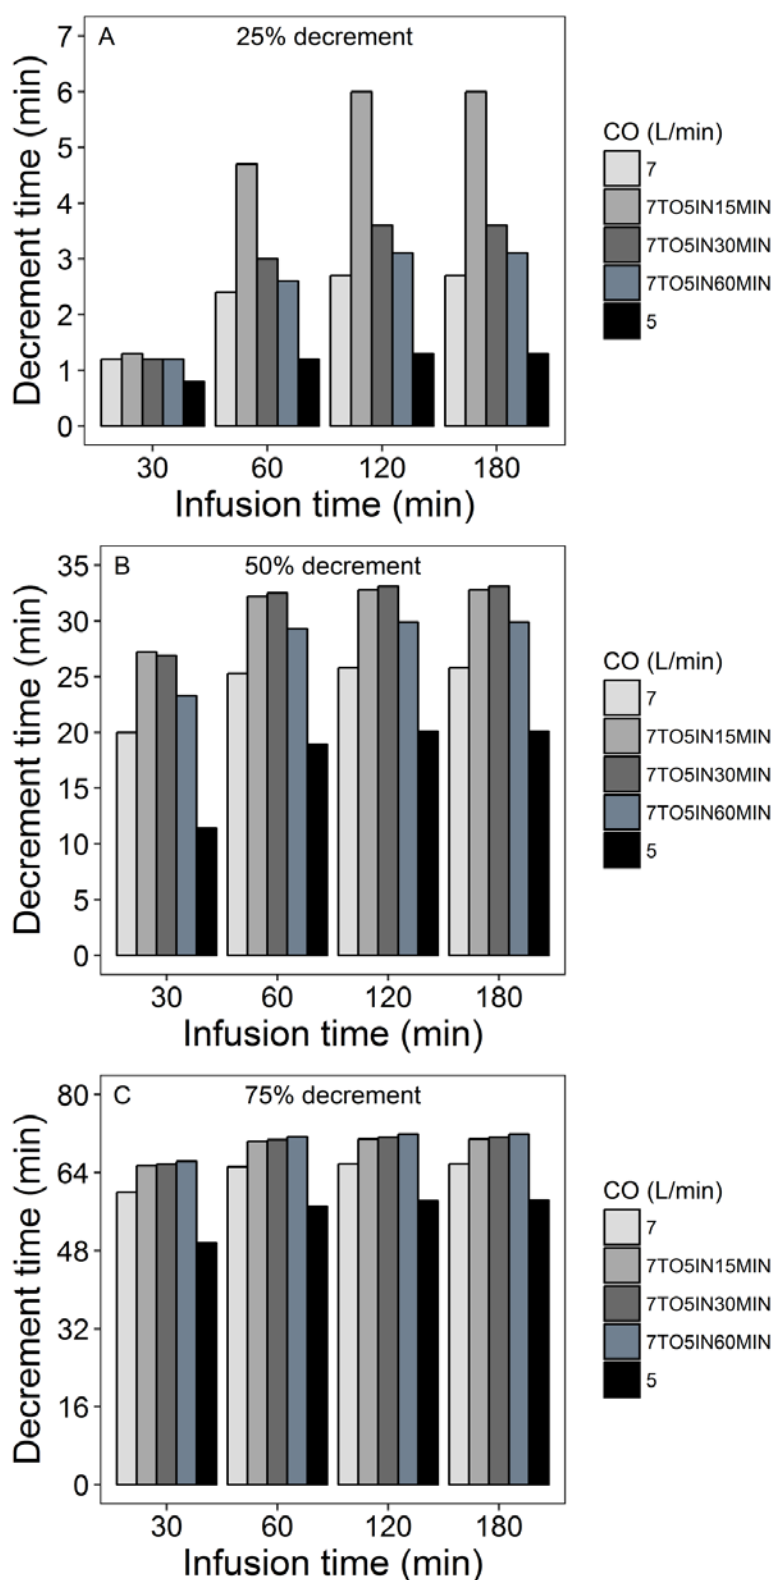 A 25% decrement
Decrement time (min)
7
6
5
4
3
2
1
0
30 60 120 180
Infusion time (min)
CO (L/min)
7
7TO5IN15MIN
7TO5IN30MIN
7TO5IN60MIN
5
B 50% decrement
Decrement time (min)
35
30
25
20
15
10
5
0
30 60 120 180
Infusion time (min)
CO (L/min)
7
7TO5IN15MIN
7TO5IN30MIN
7TO5IN60MIN
5
C 75% decrement
Decrement time (min)
80
64
48
32
16
0
30 60 120 180
Infusion time (min)
CO (L/min)
7
7TO5IN15MIN
7TO5IN30MIN
7TO5IN60MIN
5